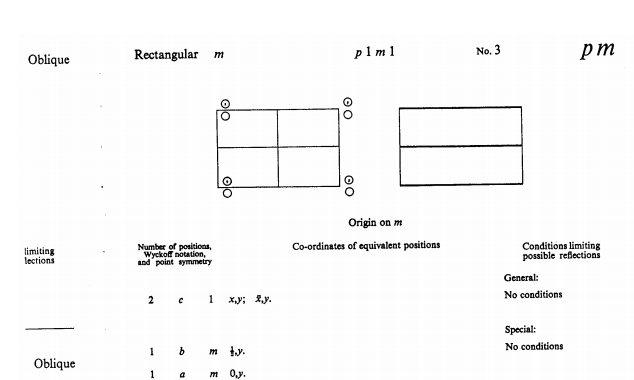 Oblique
Rectangular m p 1 m 1 No. 3 pm
Origin on m
limiting
lections
Number of positions,
Wyckoff notation,
and point symmetry
Co-ordinates of equivalent positions
Conditions limiting
possible reflections
General:
2 c 1 x,y; x̄,y. No conditions
Special:
1 b m ½,y. No conditions
Oblique
1 a m 0,y.